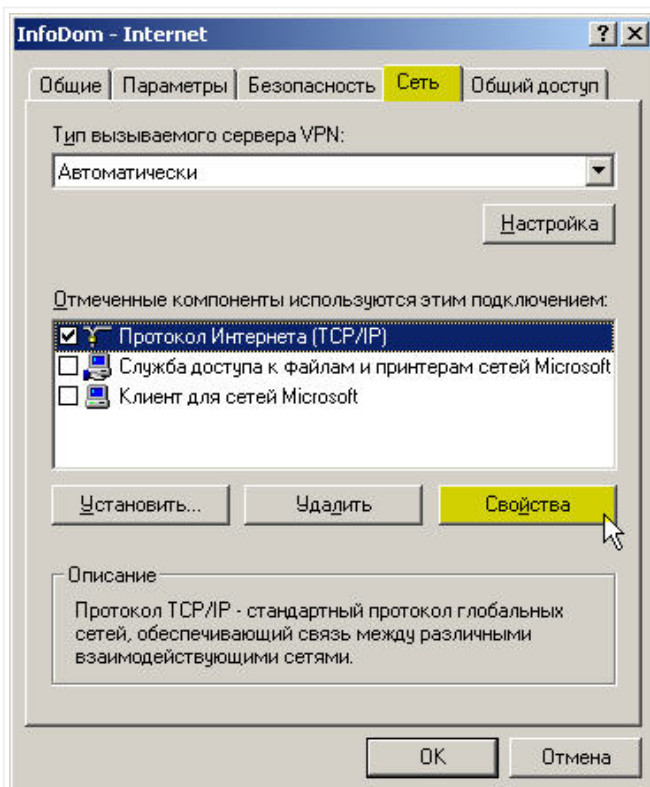 InfoDom - Internet
Общие Параметры Безопасность Сеть Общий доступ
Тип вызываемого сервера VPN:
Автоматически
Настройка
Отмеченные компоненты используются этим подключением:
Протокол Интернета (TCP/IP)
Служба доступа к файлам и принтерам сетей Microsoft
Клиент для сетей Microsoft
Установить... Удалить Свойства
Описание
Протокол TCP/IP - стандартный протокол глобальных
сетей, обеспечивающий связь между различными
взаимодействующими сетями.
OK Отмена